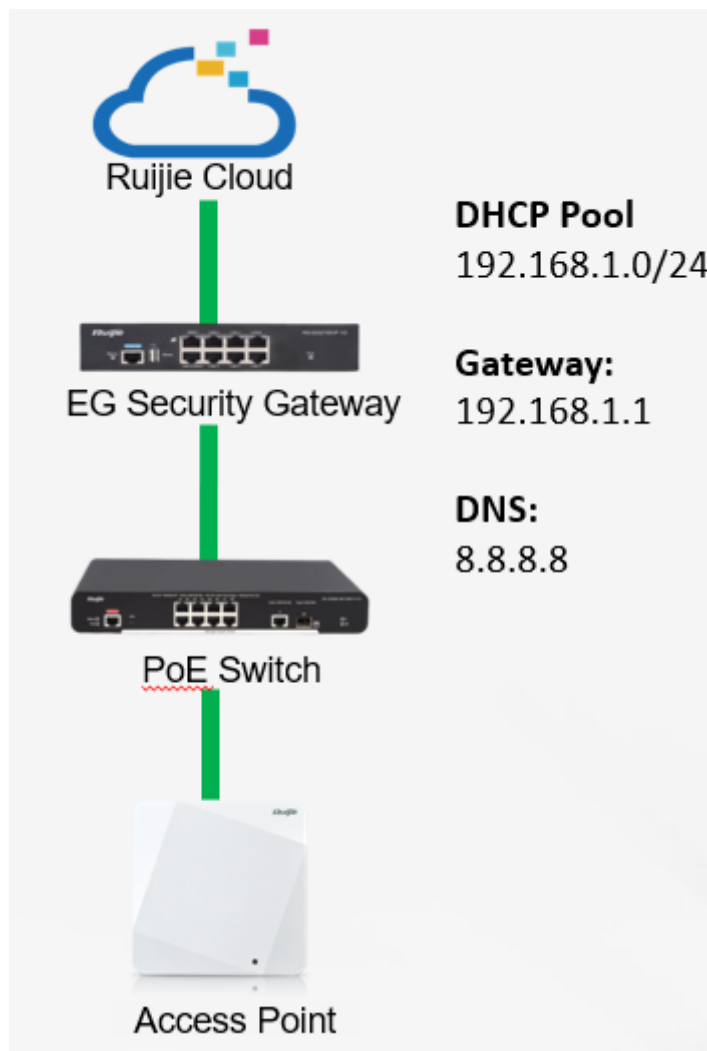 Ruijie Cloud
DHCP Pool
192.168.1.0/24
EG Security Gateway
Gateway:
192.168.1.1
DNS:
8.8.8.8
PoE Switch
Ruijie
Access Point